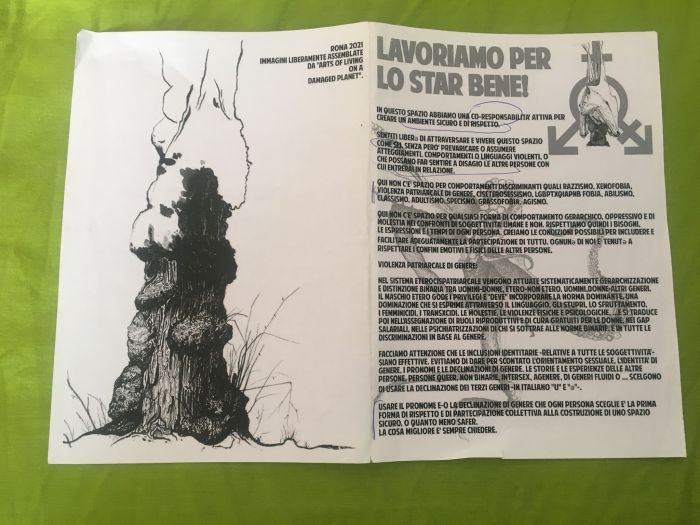 ROMA 2021
IMMAGINI LIBERAMENTE ASSEMBLATE
DA "ARTS OF LIVING
ON A
DAMAGED PLANET".
LAVORIAMO PER
LO STAR BENE!
IN QUESTO SPAZIO ABBIAMO UNA CO-RESPONSABILITA' ATTIVA PER
CREARE UN AMBIENTE SICURO E DI RISPETTO.
SENTITI LIBERƏ DI ATTRAVERSARE E VIVERE QUESTO SPAZIO
COME SEI, SENZA PERO' PREVARICARE O ASSUMERE
ATTEGGIAMENTI, COMPORTAMENTI O LINGUAGGI VIOLENTI, O
CHE POSSANO FAR SENTIRE A DISAGIO LE ALTRE PERSONE CON
CUI ENTRERAI IN RELAZIONE.
QUI NON C'E' SPAZIO PER COMPORTAMENTI DISCRIMINANTI QUALI RAZZISMO, XENOFOBIA,
VIOLENZA PATRIARCALE DI GENERE, CISETEROSESSISMO, LGBTPTXQIAPNB FOBIA, ABILISMO,
CLASSISMO, ADULTISMO, SPECISMO, GRASSOFOBIA, AGISMO.
QUI NON C'E' SPAZIO PER QUALSIASI FORMA DI COMPORTAMENTO GERARCHICO, OPPRESSIVO E DI
MOLESTIA NEI CONFRONTI DI SOGGETTIVITÀ UMANE E NON. RISPETTIAMO QUINDI I BISOGNI,
LE ESPRESSIONI E I TEMPI DI OGNI PERSONA, CREIAMO LE CONDIZIONI POSSIBILI PER INCLUDERE E
FACILITARE ADEGUATAMENTE LA PARTECIPAZIONE DI TUTTU. OGNUNƏ DI NOI E' TENUTƏ A
RISPETTARE I CONFINI EMOTIVI E FISICI DELLE ALTRE PERSONE.
VIOLENZA PATRIARCALE DI GENERE:
NEL SISTEMA ETEROCISPATRIARCALE VENGONO ATTUATE SISTEMATICAMENTE GERARCHIZZAZIONE
E DISTINZIONE BINARIA TRA UOMINI-DONNE, ETERO-NON ETERO, UOMINI,DONNE-ALTRI GENERI.
IL MASCHIO ETERO GODE I PRIVILEGI E "DEVE" INCORPORARE LA NORMA DOMINANTE, UNA
DOMINAZIONE CHE SI ESPRIME ATTRAVERSO IL LINGUAGGIO, GLI STUPRI, LO SFRUTTAMENTO,
I FEMMINICIDI, I TRANSXCIDI, LE MOLESTIE, LE VIOLENZE FISICHE E PSICOLOGICHE, ...E SI TRADUCE
POI NELL'ASSEGNAZIONE DI RUOLI RIPRODUTTIVI E DI CURA GRATUITI PER LE DONNE, NEI GAP
SALARIALI, NELLE PSICHIATRIZZAZIONI DI CHI SI SOTTRAE ALLE NORME BINARIE, E IN TUTTE LE
DISCRIMINAZIONI IN BASE AL GENERE.
FACCIAMO ATTENZIONE CHE LE INCLUSIONI IDENTITARIE -RELATIVE A TUTTE LE SOGGETTIVITA'-
SIANO EFFETTIVE. EVITIAMO DI DARE PER SCONTATO L'ORIENTAMENTO SESSUALE, L'IDENTITA' DI
GENERE, I PRONOMI E LE DECLINAZIONI DI GENERE, LE STORIE E LE ESPERIENZE DELLE ALTRE
PERSONE. PERSONE QUEER, NON BINARIE, INTERSEX, AGENERE, DI GENERI FLUIDI O ... SCELGONO
DI USARE LA DECLINAZIONE DEI TERZI GENERI -IN ITALIANO "U" E "Ə"-.
USARE IL PRONOME E-O LA DECLINAZIONE DI GENERE CHE OGNI PERSONA SCEGLIE E' LA PRIMA
FORMA DI RISPETTO E DI PARTECIPAZIONE COLLETTIVA ALLA COSTRUZIONE DI UNO SPAZIO
SICURO, O QUANTO MENO SAFER.
LA COSA MIGLIORE E' SEMPRE CHIEDERE.